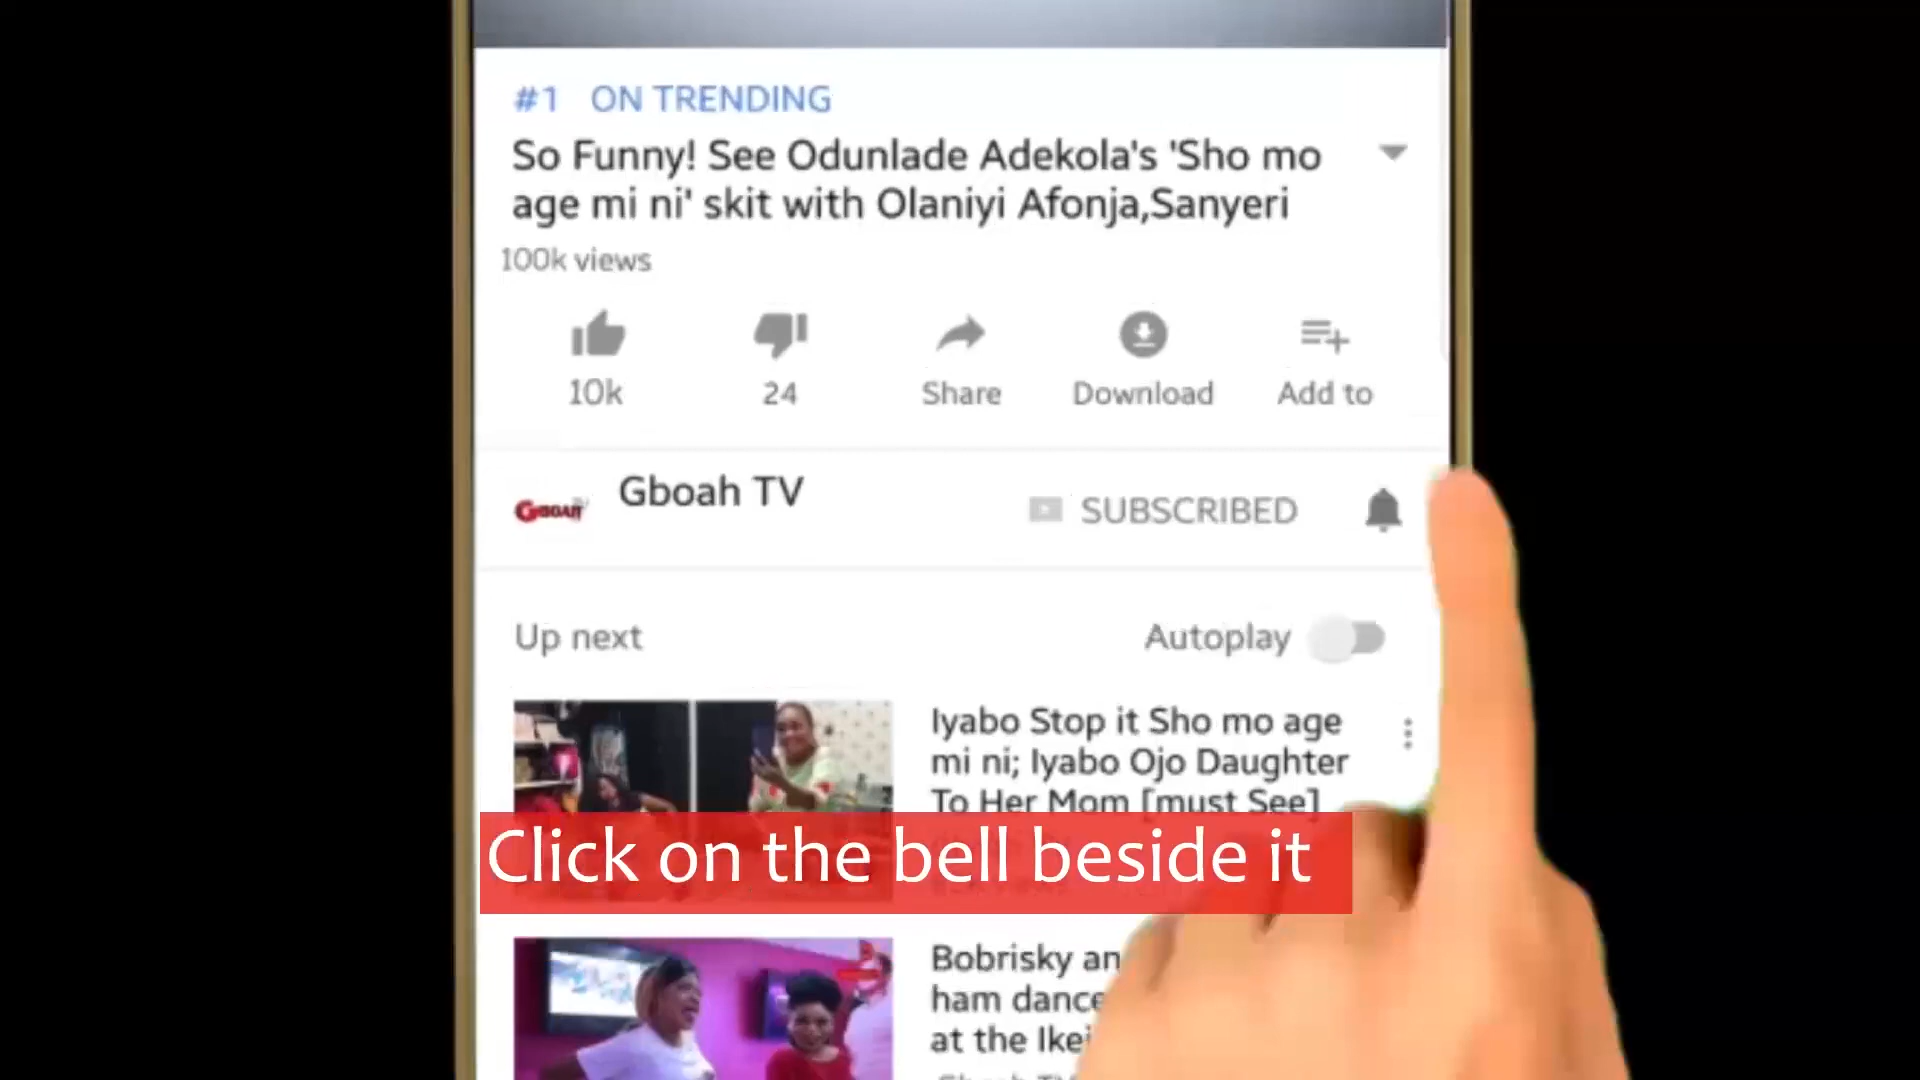 #1 ON TRENDING
So Funny! See Odunlade Adekola's 'Sho mo
age mi ni' skit with Olaniyi Afonja,Sanyeri
100k views
10k
24
Share
Download
Add to
GBOAH TV
Gboah TV
SUBSCRIBED
Up next
Autoplay
Iyabo Stop it Sho mo age
mi ni; Iyabo Ojo Daughter
To Her Mom [must See]
Click on the bell beside it
Bobrisky an
ham dance
at the Ikej